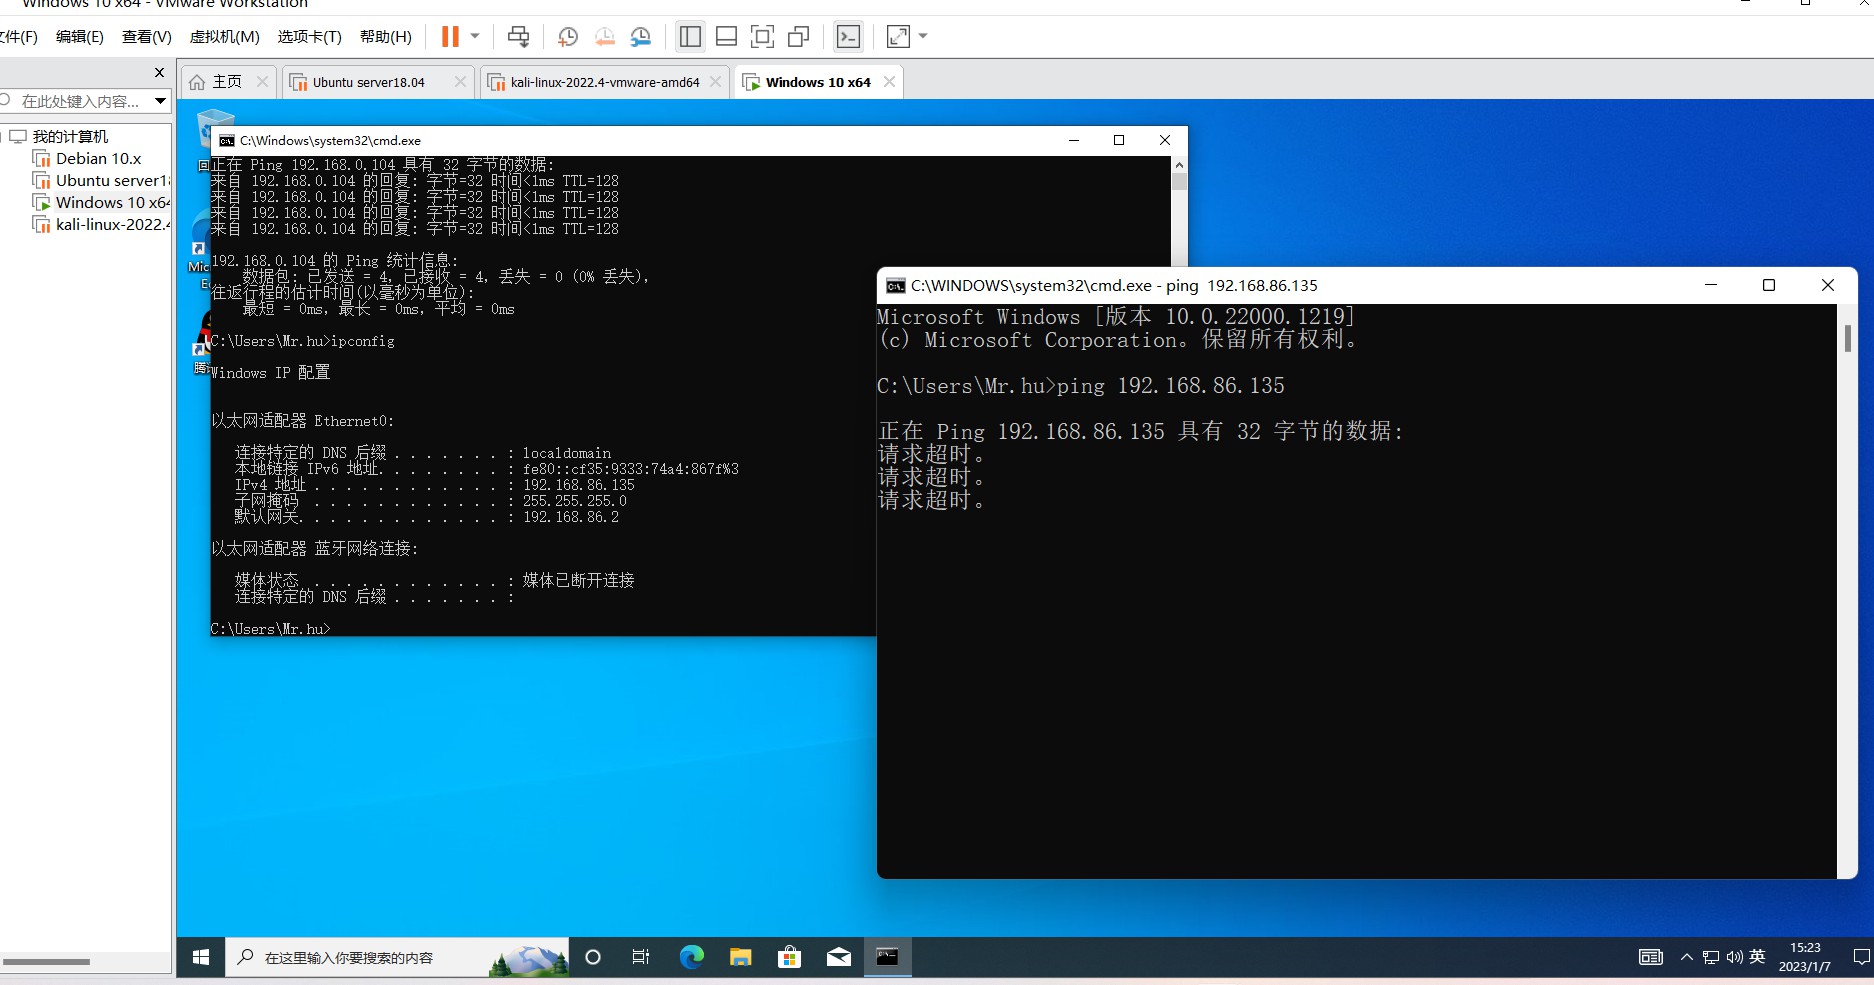 Windows 10 x64 - VMware Workstation
文件(F) 编辑(E) 查看(V) 虚拟机(M) 选项卡(T) 帮助(H)
在此处键入内容...
我的计算机
Debian 10.x
Ubuntu server18
Windows 10 x64
kali-linux-2022.4
主页
Ubuntu server18.04
kali-linux-2022.4-vmware-amd64
Windows 10 x64
回
Mic
腾
C:\Windows\system32\cmd.exe
正在 Ping 192.168.0.104 具有 32 字节的数据:
来自 192.168.0.104 的回复: 字节=32 时间<1ms TTL=128
来自 192.168.0.104 的回复: 字节=32 时间<1ms TTL=128
来自 192.168.0.104 的回复: 字节=32 时间<1ms TTL=128
来自 192.168.0.104 的回复: 字节=32 时间<1ms TTL=128
192.168.0.104 的 Ping 统计信息:
数据包: 已发送 = 4, 已接收 = 4, 丢失 = 0 (0% 丢失),
往返行程的估计时间(以毫秒为单位):
最短 = 0ms, 最长 = 0ms, 平均 = 0ms
C:\Users\Mr.hu>ipconfig
Windows IP 配置
以太网适配器 Ethernet0:
连接特定的 DNS 后缀 . . . . . . . : localdomain
本地链接 IPv6 地址. . . . . . . . : fe80::cf35:9333:74a4:867f%3
IPv4 地址 . . . . . . . . . . . . : 192.168.86.135
子网掩码 . . . . . . . . . . . . : 255.255.255.0
默认网关. . . . . . . . . . . . . : 192.168.86.2
以太网适配器 蓝牙网络连接:
媒体状态 . . . . . . . . . . . . : 媒体已断开连接
连接特定的 DNS 后缀 . . . . . . . :
C:\Users\Mr.hu>
C:\WINDOWS\system32\cmd.exe - ping 192.168.86.135
Microsoft Windows [版本 10.0.22000.1219]
(c) Microsoft Corporation。保留所有权利。
C:\Users\Mr.hu>ping 192.168.86.135
正在 Ping 192.168.86.135 具有 32 字节的数据:
请求超时。
请求超时。
请求超时。
在这里输入你要搜索的内容
英
15:23
2023/1/7